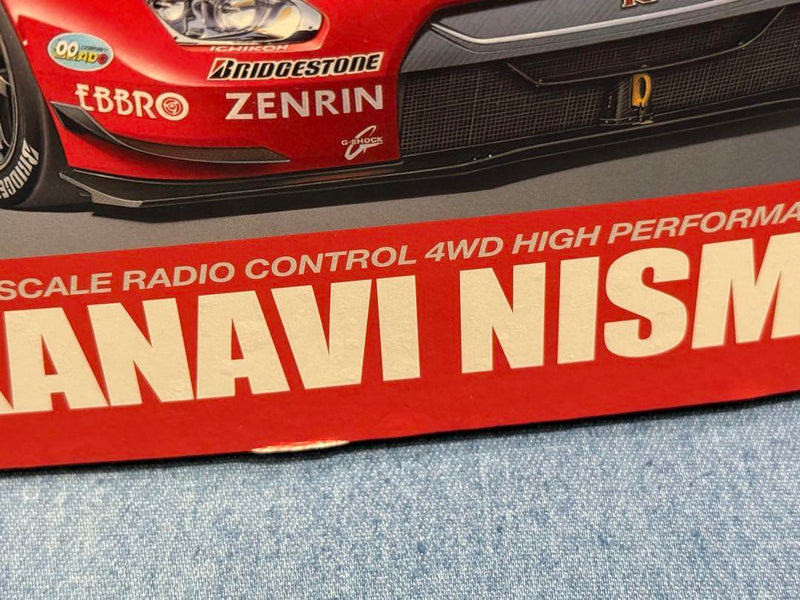 ICHIKOH
BRIDGESTONE
EBBRO
ZENRIN
G-SHOCK
SCALE RADIO CONTROL 4WD HIGH PERFORMA
ANAVI NISM